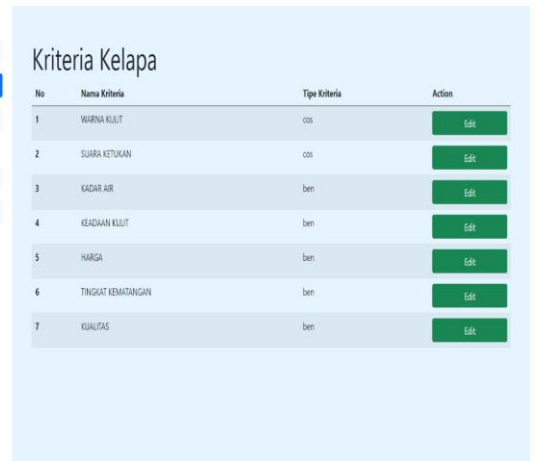 Kriteria Kelapa
No Nama Kriteria Tipe Kriteria Action
1 WARNA KULIT cos Edit
2 SUARA KETUKAN cos Edit
3 KADAR AIR ben Edit
4 KEADAAN KULIT ben Edit
5 HARGA ben Edit
6 TINGKAT KEMATANGAN ben Edit
7 KUALITAS ben Edit